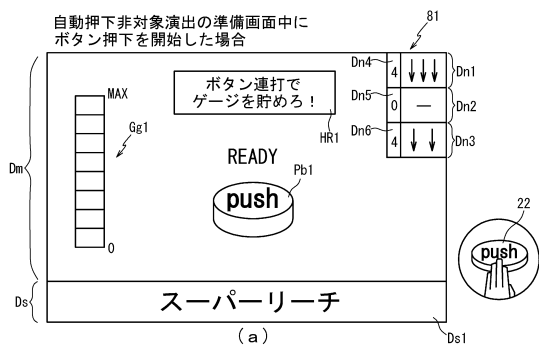 自動押下非対象演出の準備画面中に
ボタン押下を開始した場合
81
Dn4
4
↓↓↓
Dn1
Dn5
0
—
Dn2
Dn6
4
↓ ↓
Dn3
MAX
Gg1
0
Dm
ボタン連打で
ゲージを貯めろ!
HR1
READY
Pb1
push
22
push
Ds
スーパーリーチ
Ds1
(a)